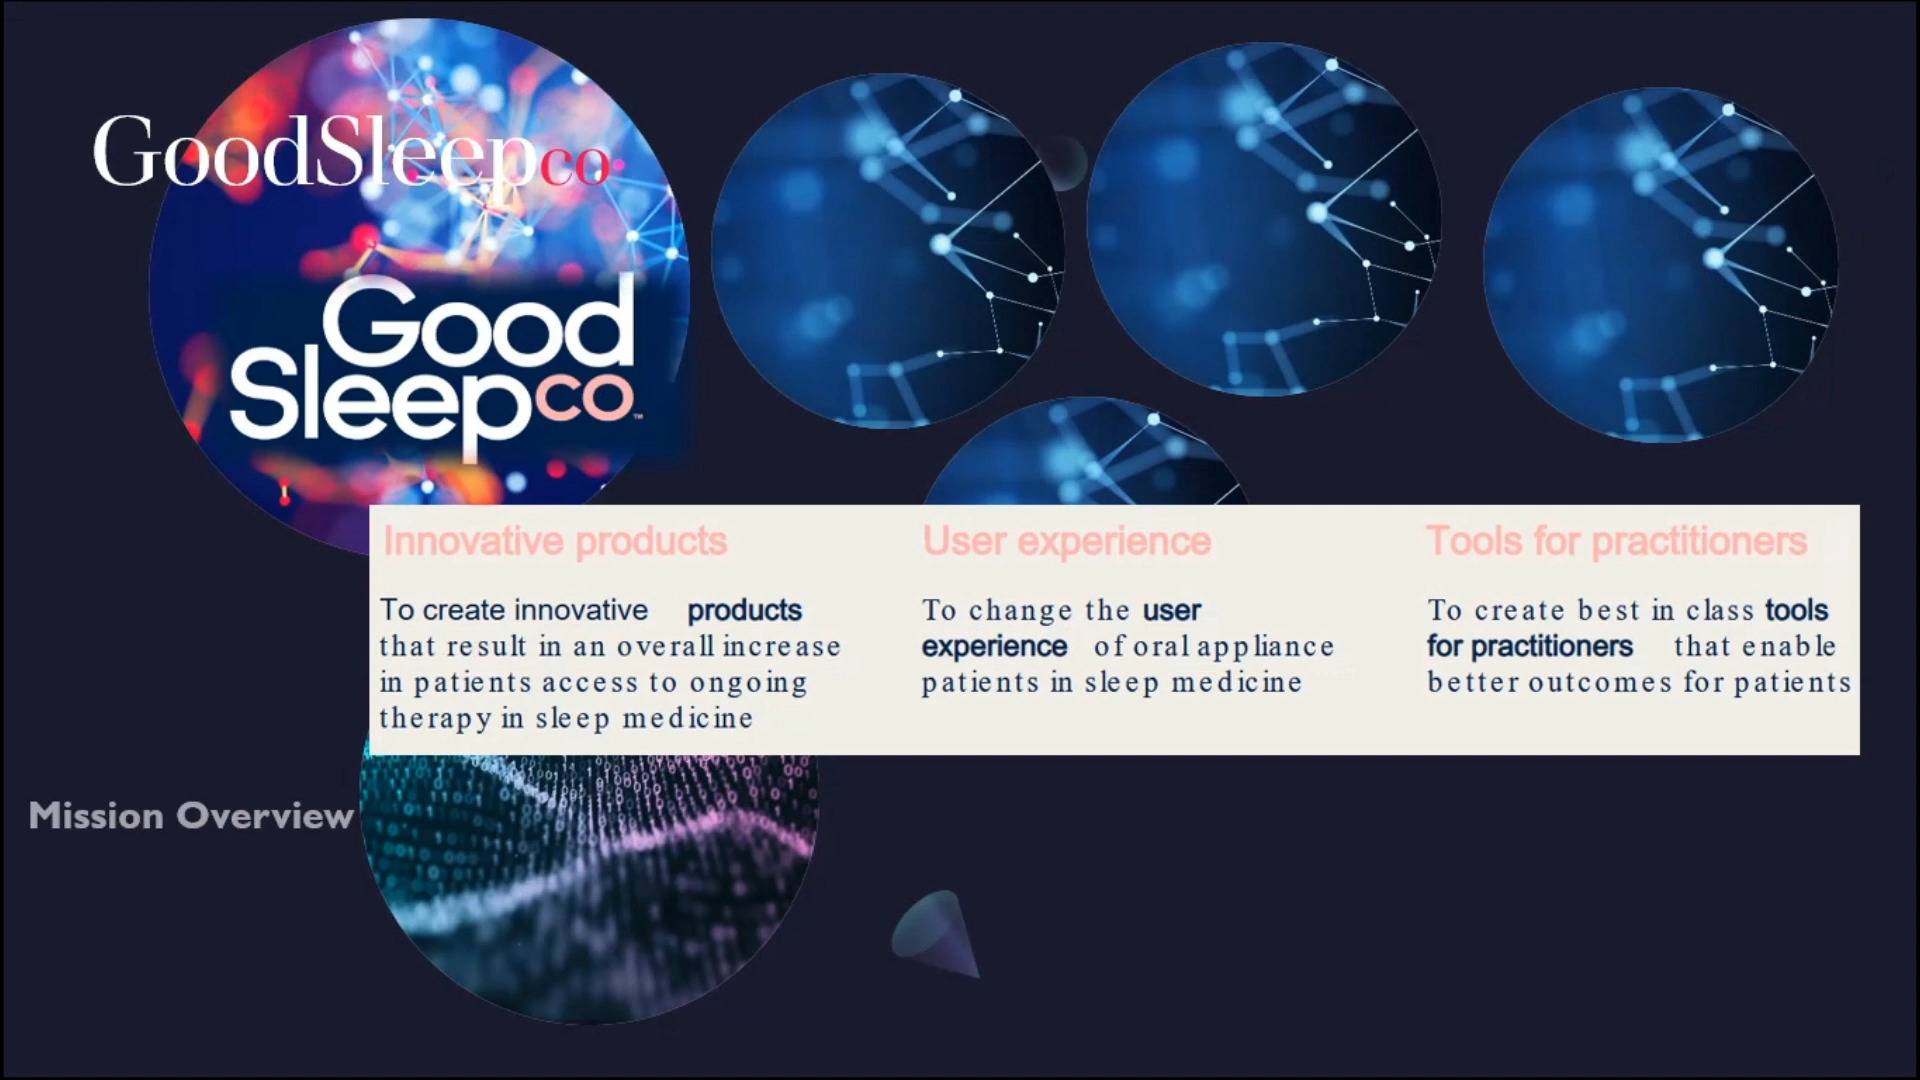 GoodSleepco
Good
Sleepco™
Innovative products
To create innovative products
that result in an overall increase
in patients access to ongoing
therapy in sleep medicine
User experience
To change the user
experience of oral appliance
patients in sleep medicine
Tools for practitioners
To create best in class tools
for practitioners that enable
better outcomes for patients
Mission Overview